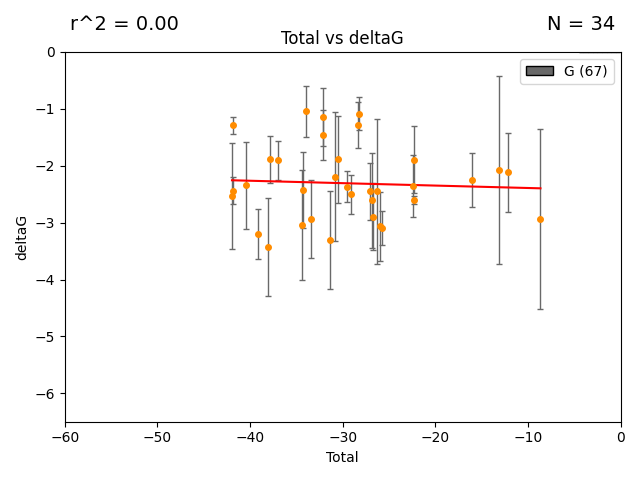 r^2 = 0.00
N = 34
Total vs deltaG
G (67)
0
−1
−2
−3
−4
−5
−6
deltaG
−60
−50
−40
−30
−20
−10
0
Total